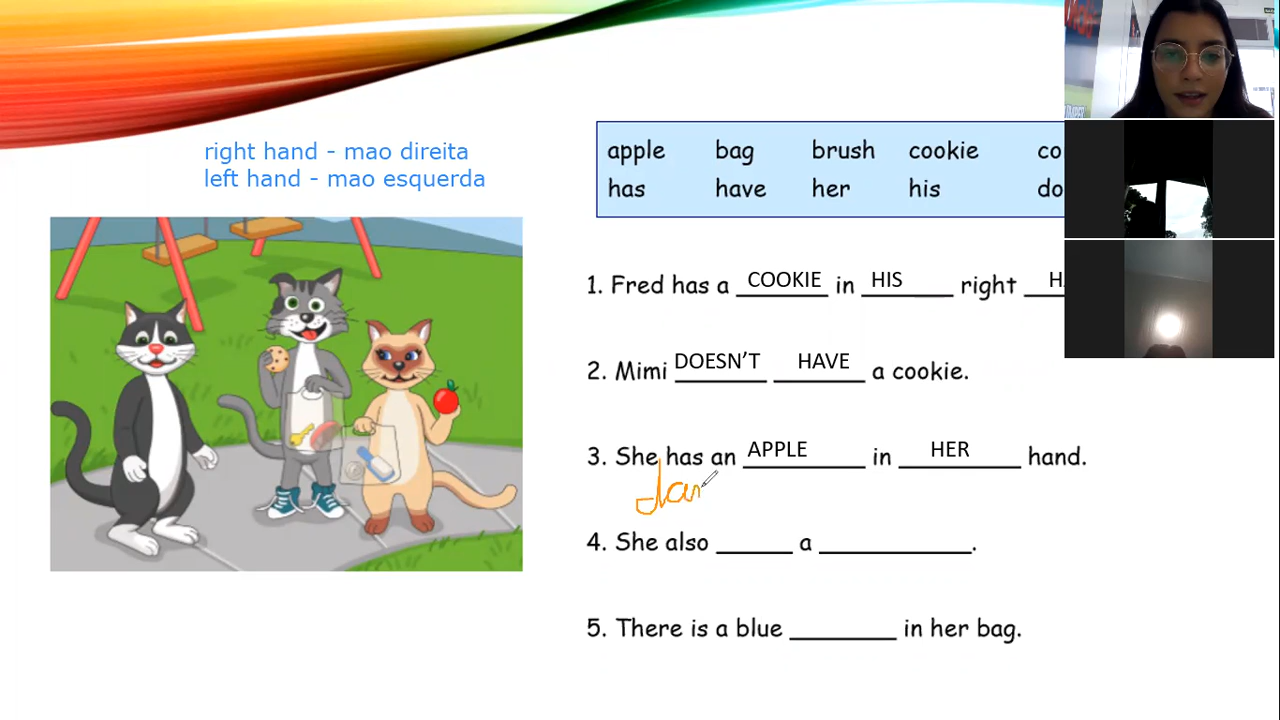 right hand - mao direita
left hand - mao esquerda
apple bag brush cookie co
has have her his do
1. Fred has a COOKIE in HIS right H
2. Mimi DOESN'T HAVE a cookie.
3. She has an APPLE in HER hand.
4. She also ______ a ____________.
5. There is a blue ________ in her bag.